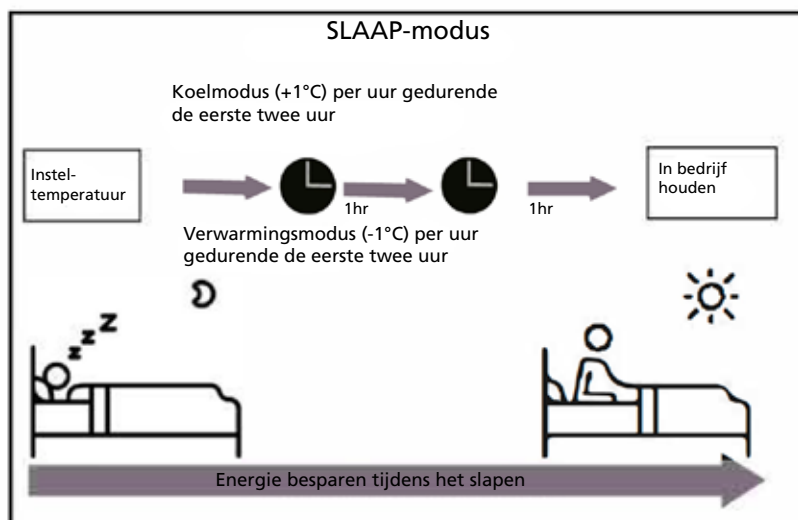 SLAAP-modus
Koelmodus (+1°C) per uur gedurende
de eerste twee uur
Instel-
temperatuur
1hr
1hr
In bedrijf
houden
Verwarmingsmodus (-1°C) per uur
gedurende de eerste twee uur
z z Z
Energie besparen tijdens het slapen